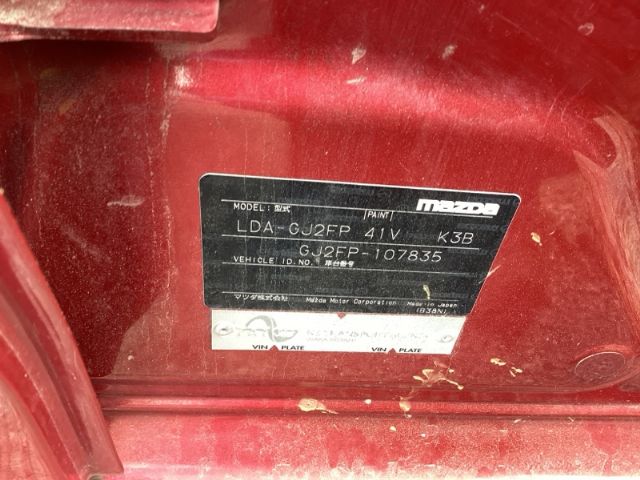 mazda
MODEL: 型式 PAINT
LDA-GJ2FP 41V K3B
GJ2FP-107835
VEHICLE ID.NO. 車台番号
マツダ株式会社 Mazda Motor Corporation Made in Japan
(B38N)
VIN PLATE VIN PLATE